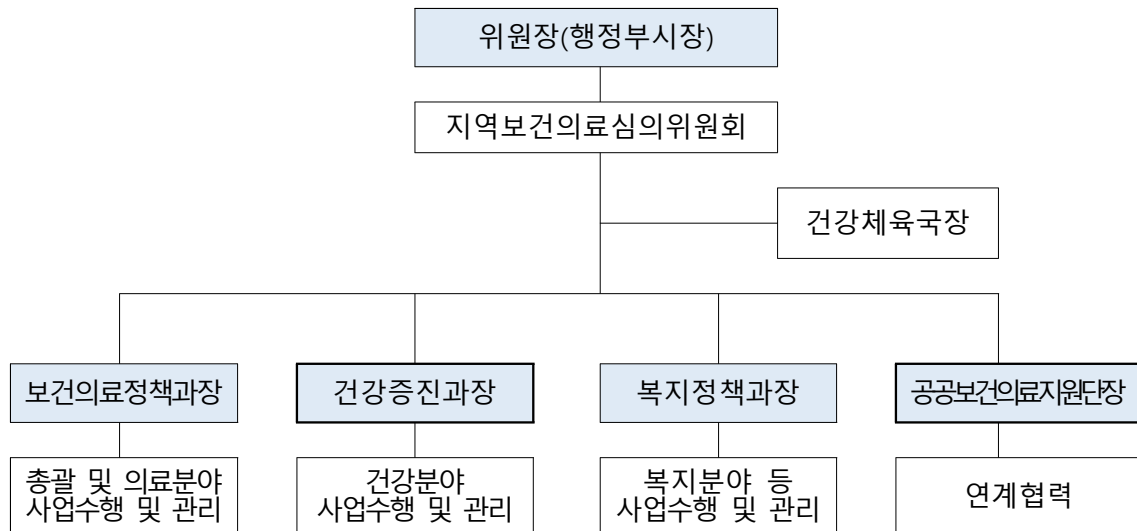 위원장(행정부시장)
지역보건의료심의위원회
건강체육국장
보건의료정책과장
건강증진과장
복지정책과장
공공보건의료지원단장
총괄 및 의료분야
사업수행 및 관리
건강분야
사업수행 및 관리
복지분야 등
사업수행 및 관리
연계협력